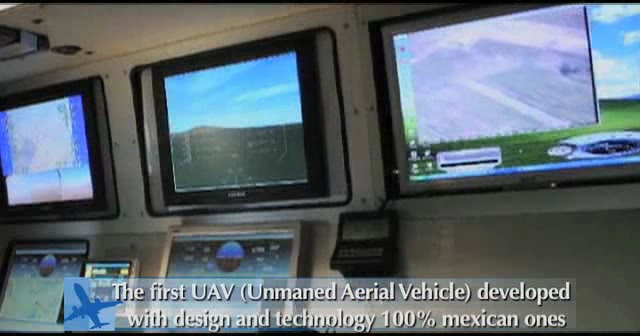 The first UAV (Unmaned Aerial Vehicle) developed
with design and technology 100% mexican ones